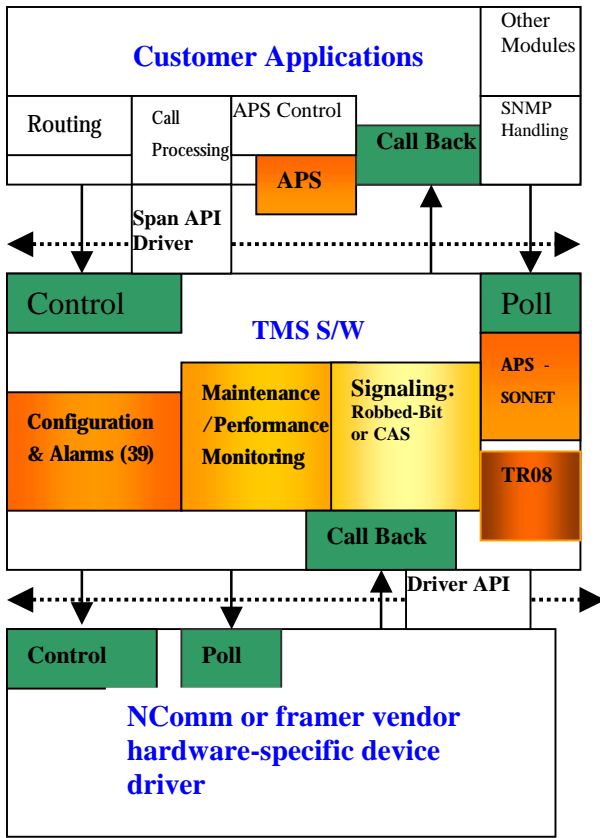 Customer Applications
Other
Modules
Routing
Call
Processing
APS Control
SNMP
Handling
Call Back
APS
Span API
Driver
Control
TMS S/W
Poll
APS -
SONET
Configuration
& Alarms (39)
Maintenance
/Performance
Monitoring
Signaling:
Robbed-Bit
or CAS
TR08
Call Back
Driver API
Control
Poll
NComm or framer vendor
hardware-specific device
driver